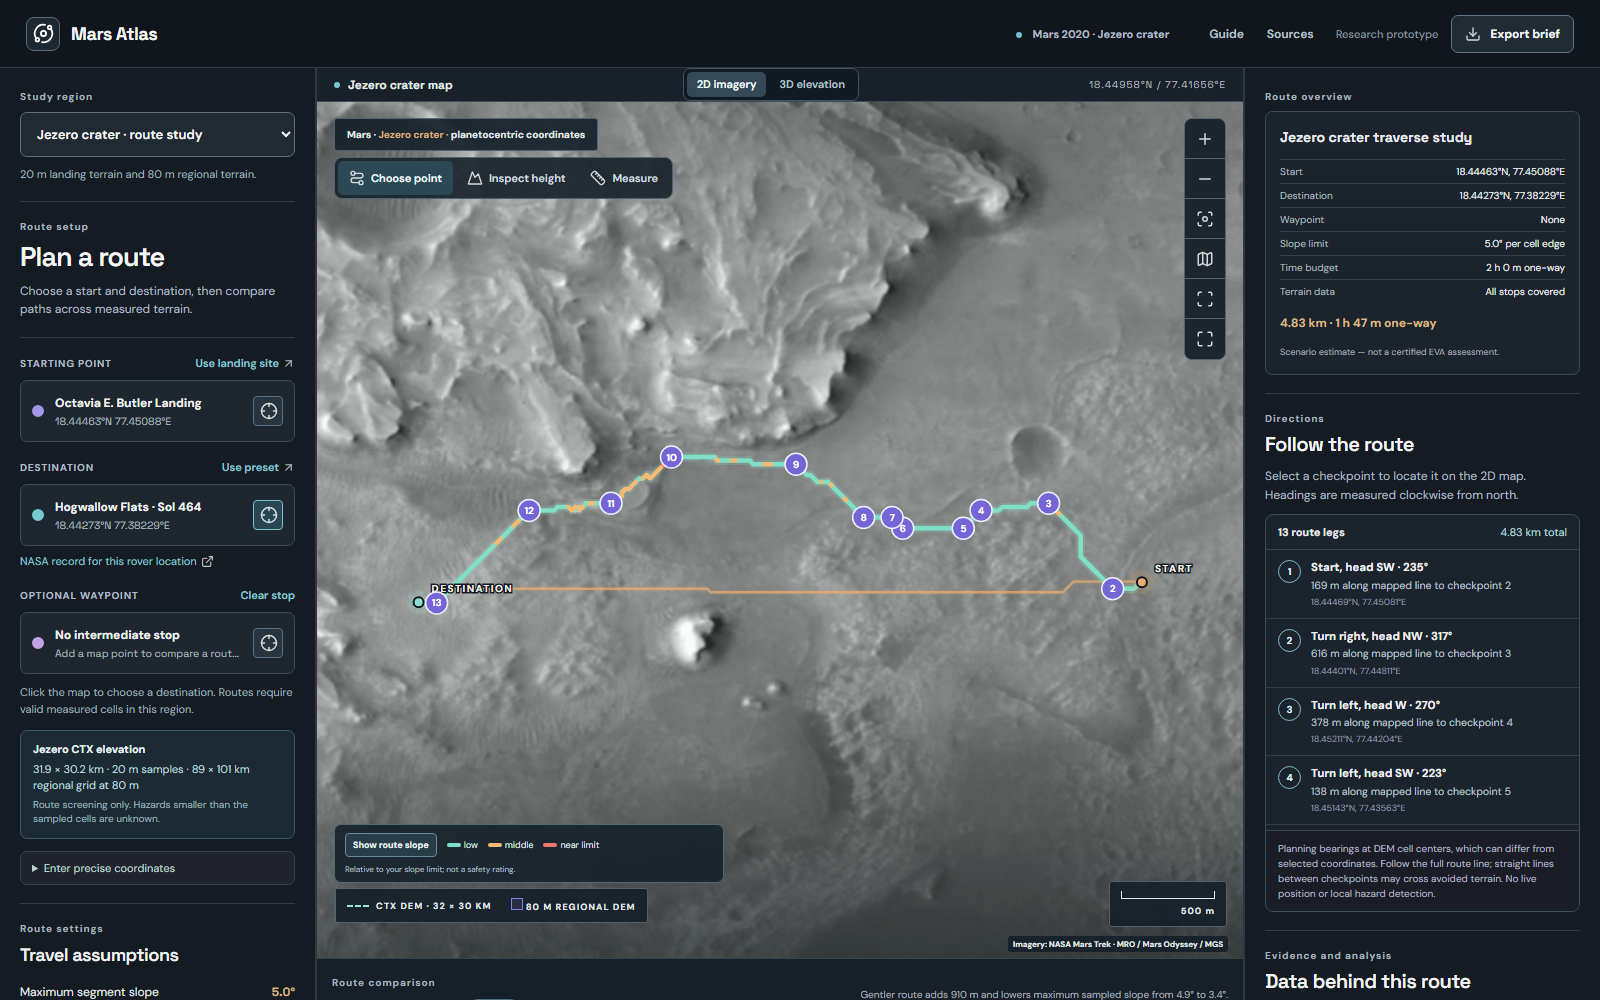 Mars Atlas
Mars 2020 · Jezero crater
Guide
Sources
Research prototype
Export brief
Study region
Jezero crater · route study
20 m landing terrain and 80 m regional terrain.
Route setup
Plan a route
Choose a start and destination, then compare
paths across measured terrain.
STARTING POINT
Use landing site
Octavia E. Butler Landing
18.44463°N 77.45088°E
DESTINATION
Use preset
Hogwallow Flats · Sol 464
18.44273°N 77.38229°E
NASA record for this rover location
OPTIONAL WAYPOINT
Clear stop
No intermediate stop
Add a map point to compare a rout...
Click the map to choose a destination. Routes require
valid measured cells in this region.
Jezero CTX elevation
31.9 × 30.2 km · 20 m samples · 89 × 101 km
regional grid at 80 m
Route screening only. Hazards smaller than the
sampled cells are unknown.
Enter precise coordinates
Route settings
Travel assumptions
Maximum segment slope
5.0°
Jezero crater map
2D imagery
3D elevation
18.44958°N / 77.41656°E
Mars · Jezero crater · planetocentric coordinates
Choose point
Inspect height
Measure
10
9
12
11
8
7
6
5
4
3
START
2
DESTINATION
13
Show route slope
low
middle
near limit
Relative to your slope limit; not a safety rating.
CTX DEM · 32 × 30 KM
80 M REGIONAL DEM
500 m
Imagery: NASA Mars Trek · MRO / Mars Odyssey / MGS
Route comparison
Gentler route adds 910 m and lowers maximum sampled slope from 4.9° to 3.4°.
Route overview
Jezero crater traverse study
Start
18.44463°N, 77.45088°E
Destination
18.44273°N, 77.38229°E
Waypoint
None
Slope limit
5.0° per cell edge
Time budget
2 h 0 m one-way
Terrain data
All stops covered
4.83 km · 1 h 47 m one-way
Scenario estimate — not a certified EVA assessment.
Directions
Follow the route
Select a checkpoint to locate it on the 2D map.
Headings are measured clockwise from north.
13 route legs
4.83 km total
1
Start, head SW · 235°
169 m along mapped line to checkpoint 2
18.44469°N, 77.45081°E
2
Turn right, head NW · 317°
616 m along mapped line to checkpoint 3
18.44401°N, 77.44811°E
3
Turn left, head W · 270°
378 m along mapped line to checkpoint 4
18.45211°N, 77.44204°E
4
Turn left, head SW · 223°
138 m along mapped line to checkpoint 5
18.45143°N, 77.43563°E
Planning bearings at DEM cell centers, which can differ from
selected coordinates. Follow the full route line; straight lines
between checkpoints may cross avoided terrain. No live
position or local hazard detection.
Evidence and analysis
Data behind this route